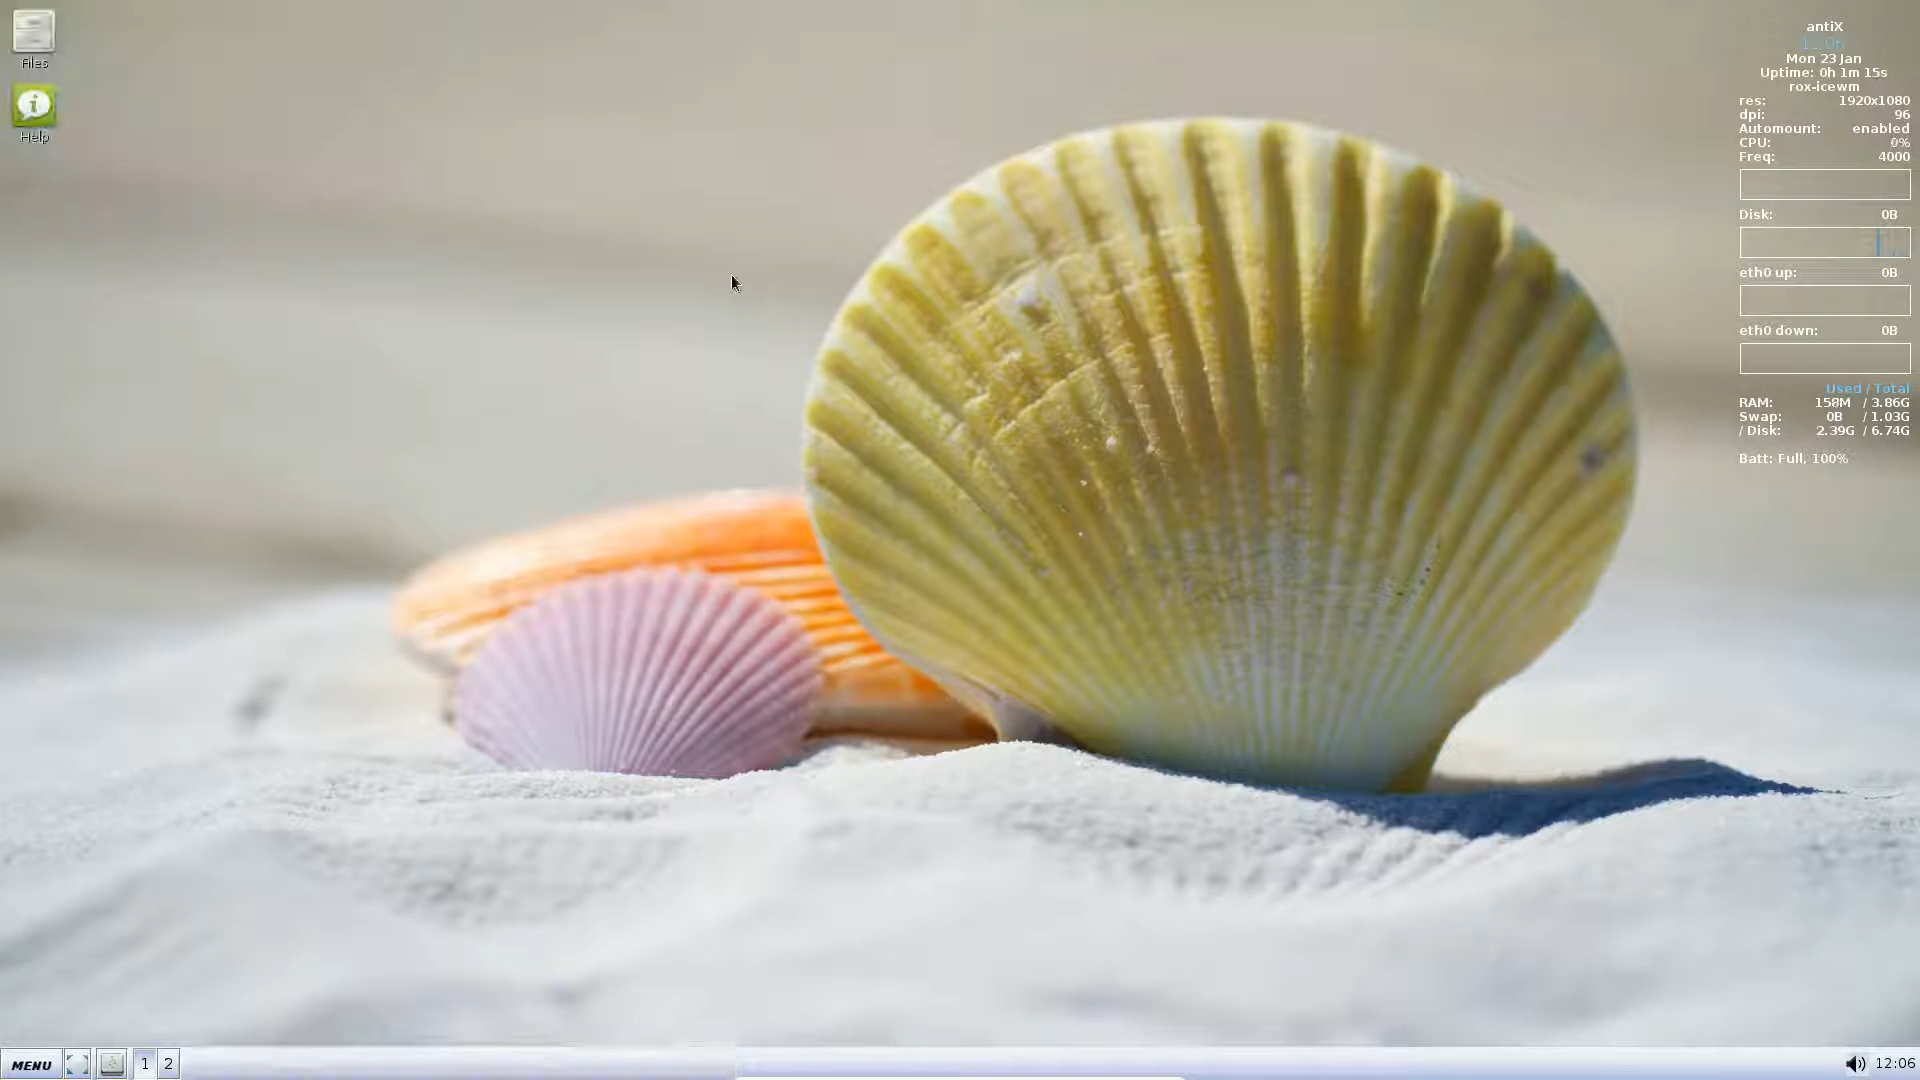 Files
Help
antiX
Mon 23 Jan
Uptime: 0h 1m 15s
rox-icewm
res: 1920x1080
dpi: 96
Automount: enabled
CPU: 0%
Freq: 4000
Disk: 0B
eth0 up: 0B
eth0 down: 0B
Used / Total
RAM: 158M / 3.86G
Swap: 0B / 1.03G
/ Disk: 2.39G / 6.74G
Batt: Full, 100%
MENU 1 2 12:06